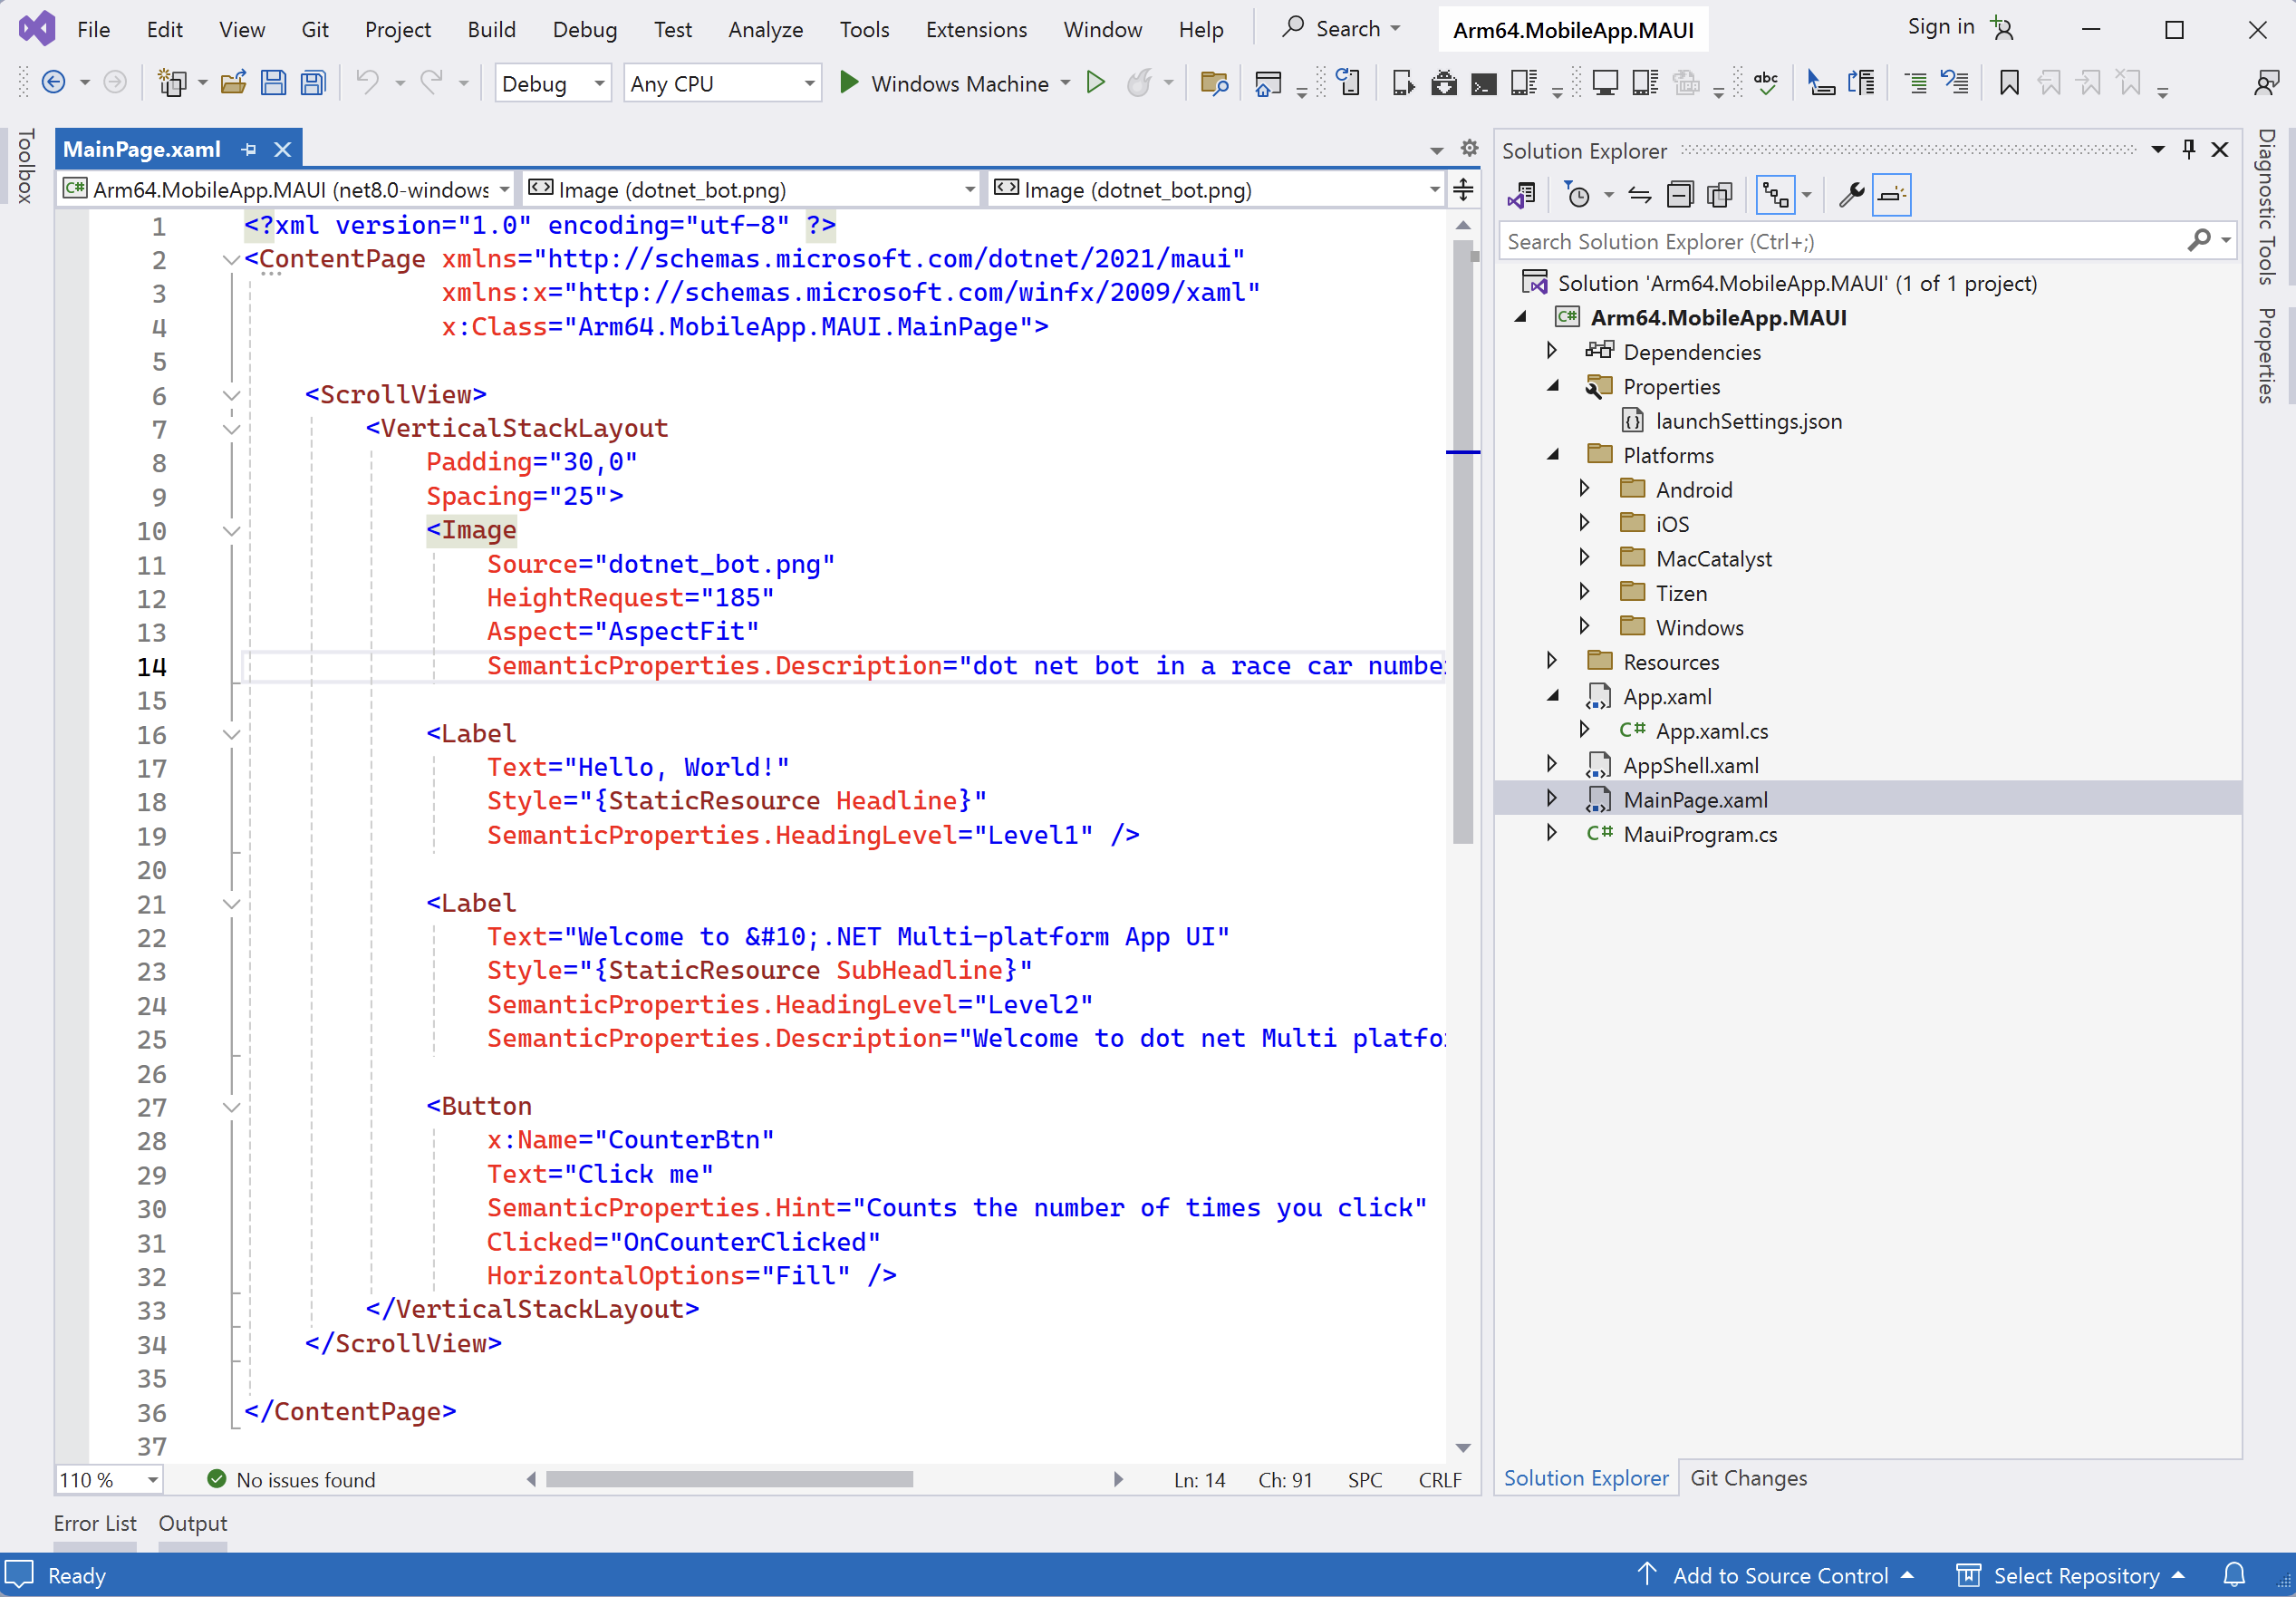 File Edit View Git Project Build Debug Test Analyze Tools Extensions Window Help Search Arm64.MobileApp.MAUI Sign in
Debug Any CPU Windows Machine abc
Toolbox
MainPage.xaml
Arm64.MobileApp.MAUI (net8.0-windows Image (dotnet_bot.png) Image (dotnet_bot.png)
1 <?xml version="1.0" encoding="utf-8" ?>
2 <ContentPage xmlns="http://schemas.microsoft.com/dotnet/2021/maui"
3 xmlns:x="http://schemas.microsoft.com/winfx/2009/xaml"
4 x:Class="Arm64.MobileApp.MAUI.MainPage">
5
6 <ScrollView>
7 <VerticalStackLayout
8 Padding="30,0"
9 Spacing="25">
10 <Image
11 Source="dotnet_bot.png"
12 HeightRequest="185"
13 Aspect="AspectFit"
14 SemanticProperties.Description="dot net bot in a race car number
15
16 <Label
17 Text="Hello, World!"
18 Style="{StaticResource Headline}"
19 SemanticProperties.HeadingLevel="Level1" />
20
21 <Label
22 Text="Welcome to &#10;.NET Multi-platform App UI"
23 Style="{StaticResource SubHeadline}"
24 SemanticProperties.HeadingLevel="Level2"
25 SemanticProperties.Description="Welcome to dot net Multi platfo
26
27 <Button
28 x:Name="CounterBtn"
29 Text="Click me"
30 SemanticProperties.Hint="Counts the number of times you click"
31 Clicked="OnCounterClicked"
32 HorizontalOptions="Fill" />
33 </VerticalStackLayout>
34 </ScrollView>
35
36 </ContentPage>
37
110 % No issues found Ln: 14 Ch: 91 SPC CRLF
Solution Explorer
Search Solution Explorer (Ctrl+;)
Solution 'Arm64.MobileApp.MAUI' (1 of 1 project)
C# Arm64.MobileApp.MAUI
Dependencies
Properties
launchSettings.json
Platforms
Android
iOS
MacCatalyst
Tizen
Windows
Resources
App.xaml
C# App.xaml.cs
AppShell.xaml
MainPage.xaml
C# MauiProgram.cs
Solution Explorer Git Changes
Diagnostic Tools
Properties
Error List Output
Ready Add to Source Control Select Repository